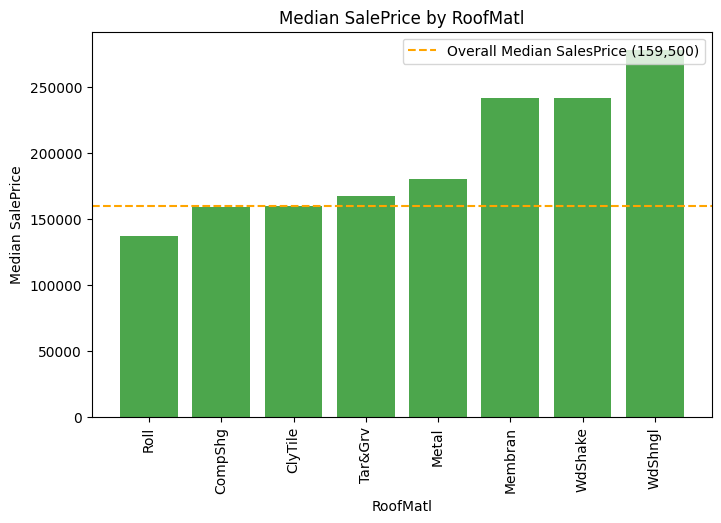 Median SalePrice by RoofMatl
Overall Median SalesPrice (159,500)
Median SalePrice
250000
200000
150000
100000
50000
0
Roll
CompShg
ClyTile
Tar&Grv
Metal
Membran
WdShake
WdShngl
RoofMatl